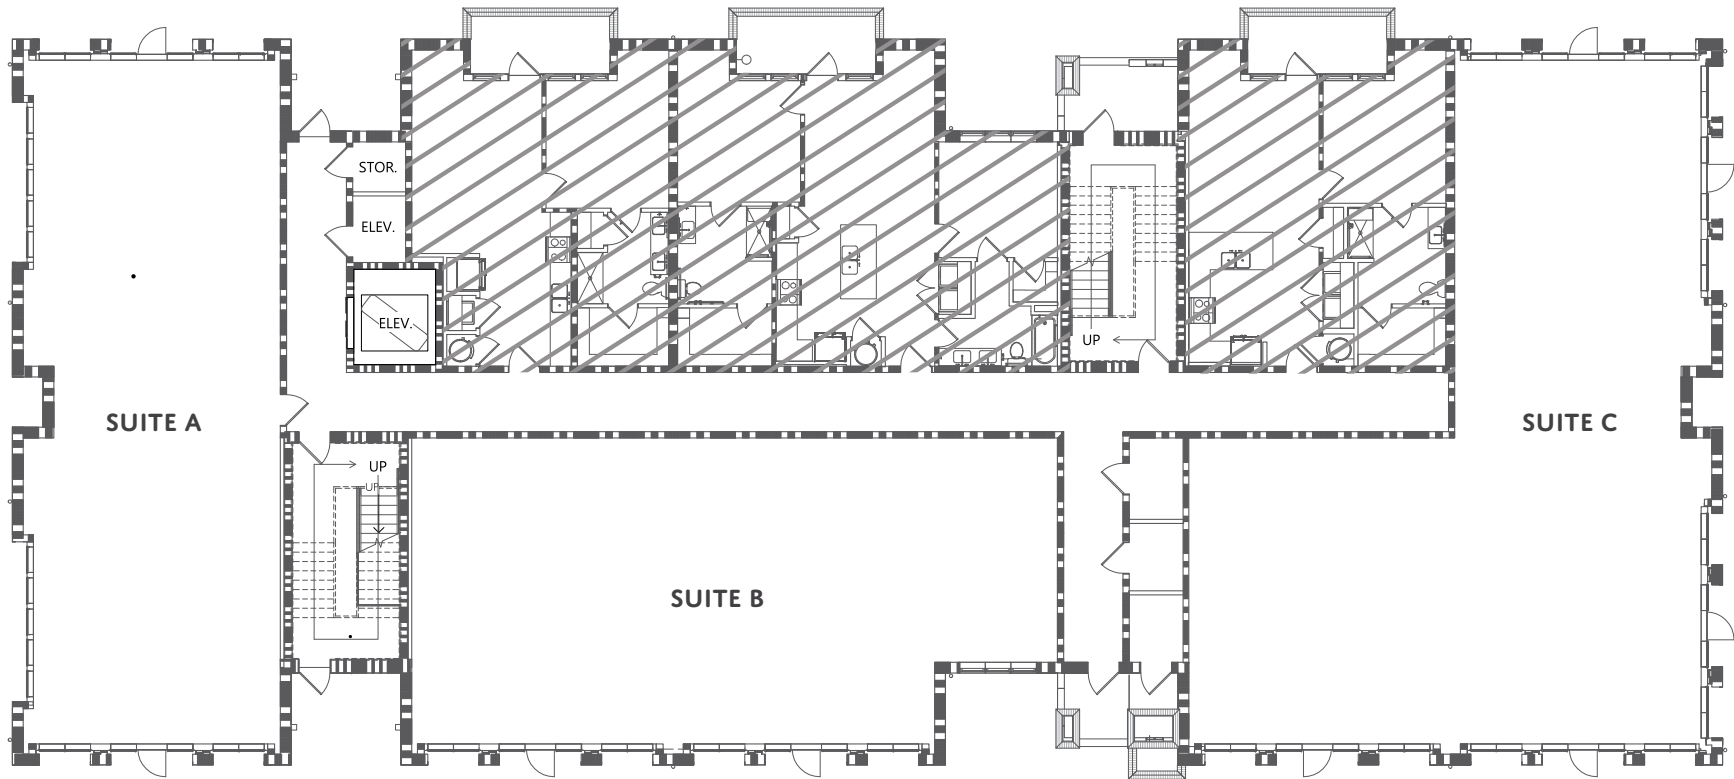 STOR.
ELEV.
ELEV.
UP
SUITE A
SUITE C
UP
UP
SUITE B